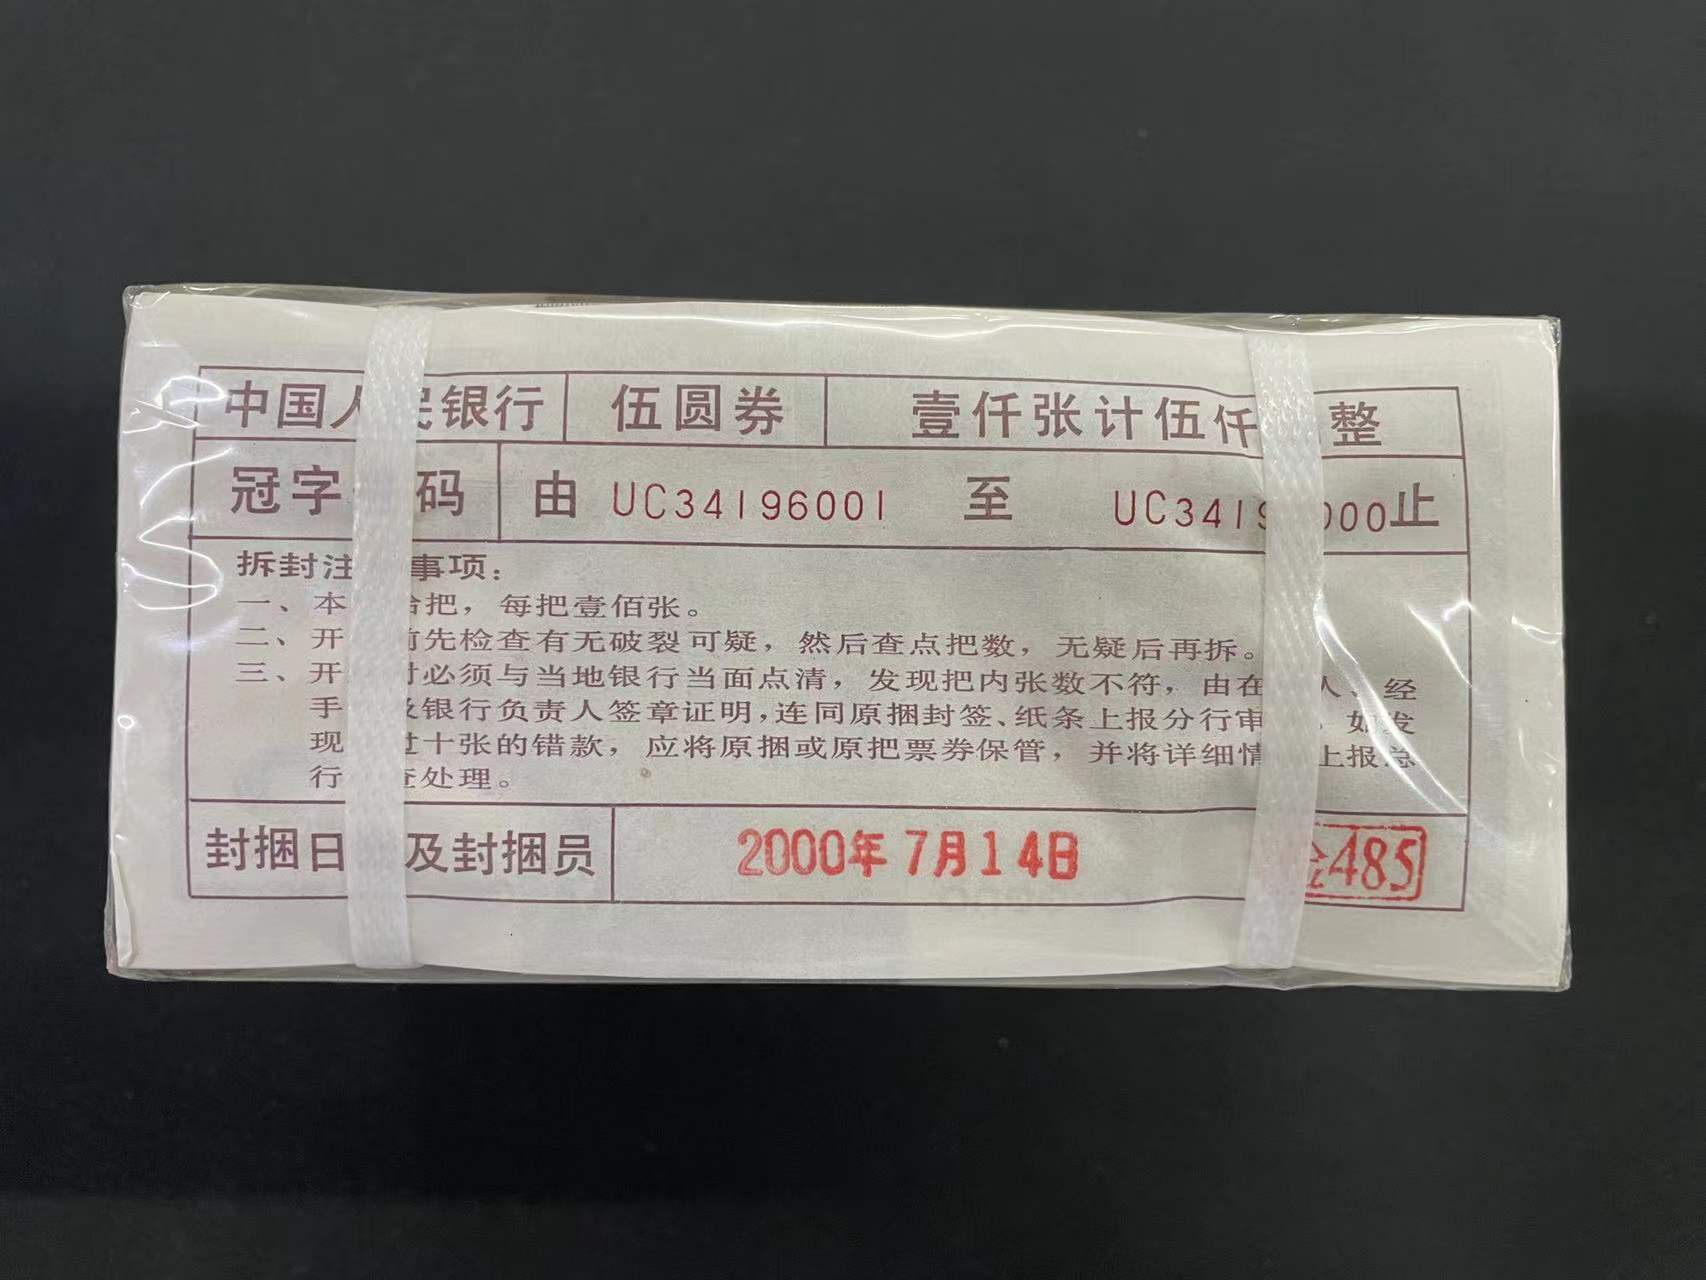 中国人民银行 伍圆券 壹仟张计伍仟 整
冠字 码 由 UC34196001 至 UC3419 000止
拆封注 事项：
一、本 拾把，每把壹佰张。
二、开 前先检查有无破裂可疑，然后查点把数，无疑后再拆。
三、开 时必须与当地银行当面点清，发现把内张数不符，由在 人、经
手 及银行负责人签章证明，连同原捆封签、纸条上报分行审 。如发
现 过十张的错款，应将原捆或原把票券保管，并将详细情 上报总
行 查处理。
封捆日 及封捆员 2000年7月14日 485